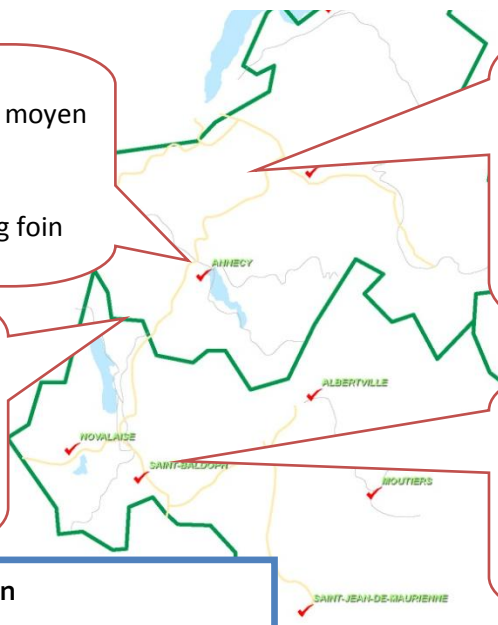 moyen
g foin
ANNECY
ALBERTVILLE
NOVALAISE
SAINT-BALDOPH
MOUTIERS
n
SAINT-JEAN-DE-MAURIENNE